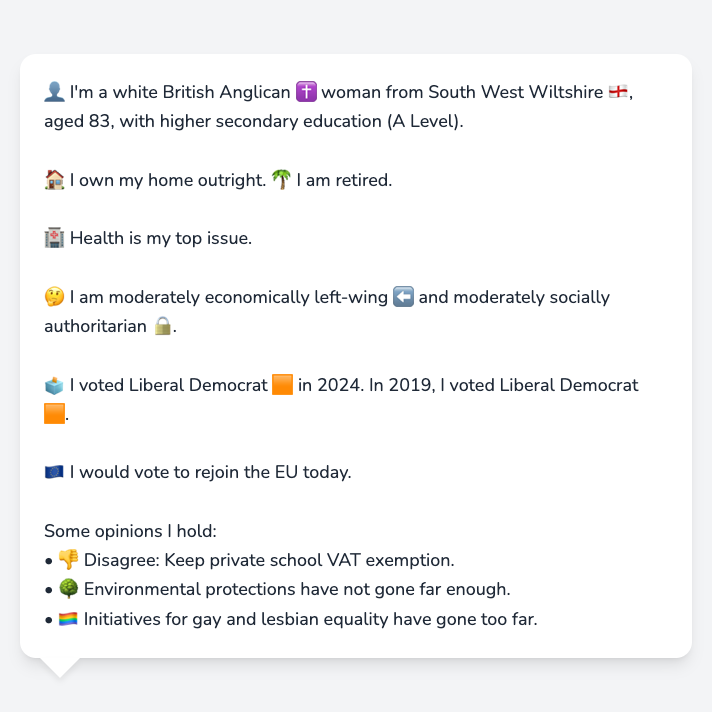 👤 I'm a white British Anglican ✝️ woman from South West Wiltshire 🏴󠁧󠁢󠁥󠁮󠁧󠁿,
aged 83, with higher secondary education (A Level).
🏠 I own my home outright. 🌴 I am retired.
🏥 Health is my top issue.
🤔 I am moderately economically left-wing ⬅️ and moderately socially
authoritarian 🔒.
🗳️ I voted Liberal Democrat 🟧 in 2024. In 2019, I voted Liberal Democrat
🟧.
🇪🇺 I would vote to rejoin the EU today.
Some opinions I hold:
• 👎 Disagree: Keep private school VAT exemption.
• 🌳 Environmental protections have not gone far enough.
• 🏳️‍🌈 Initiatives for gay and lesbian equality have gone too far.